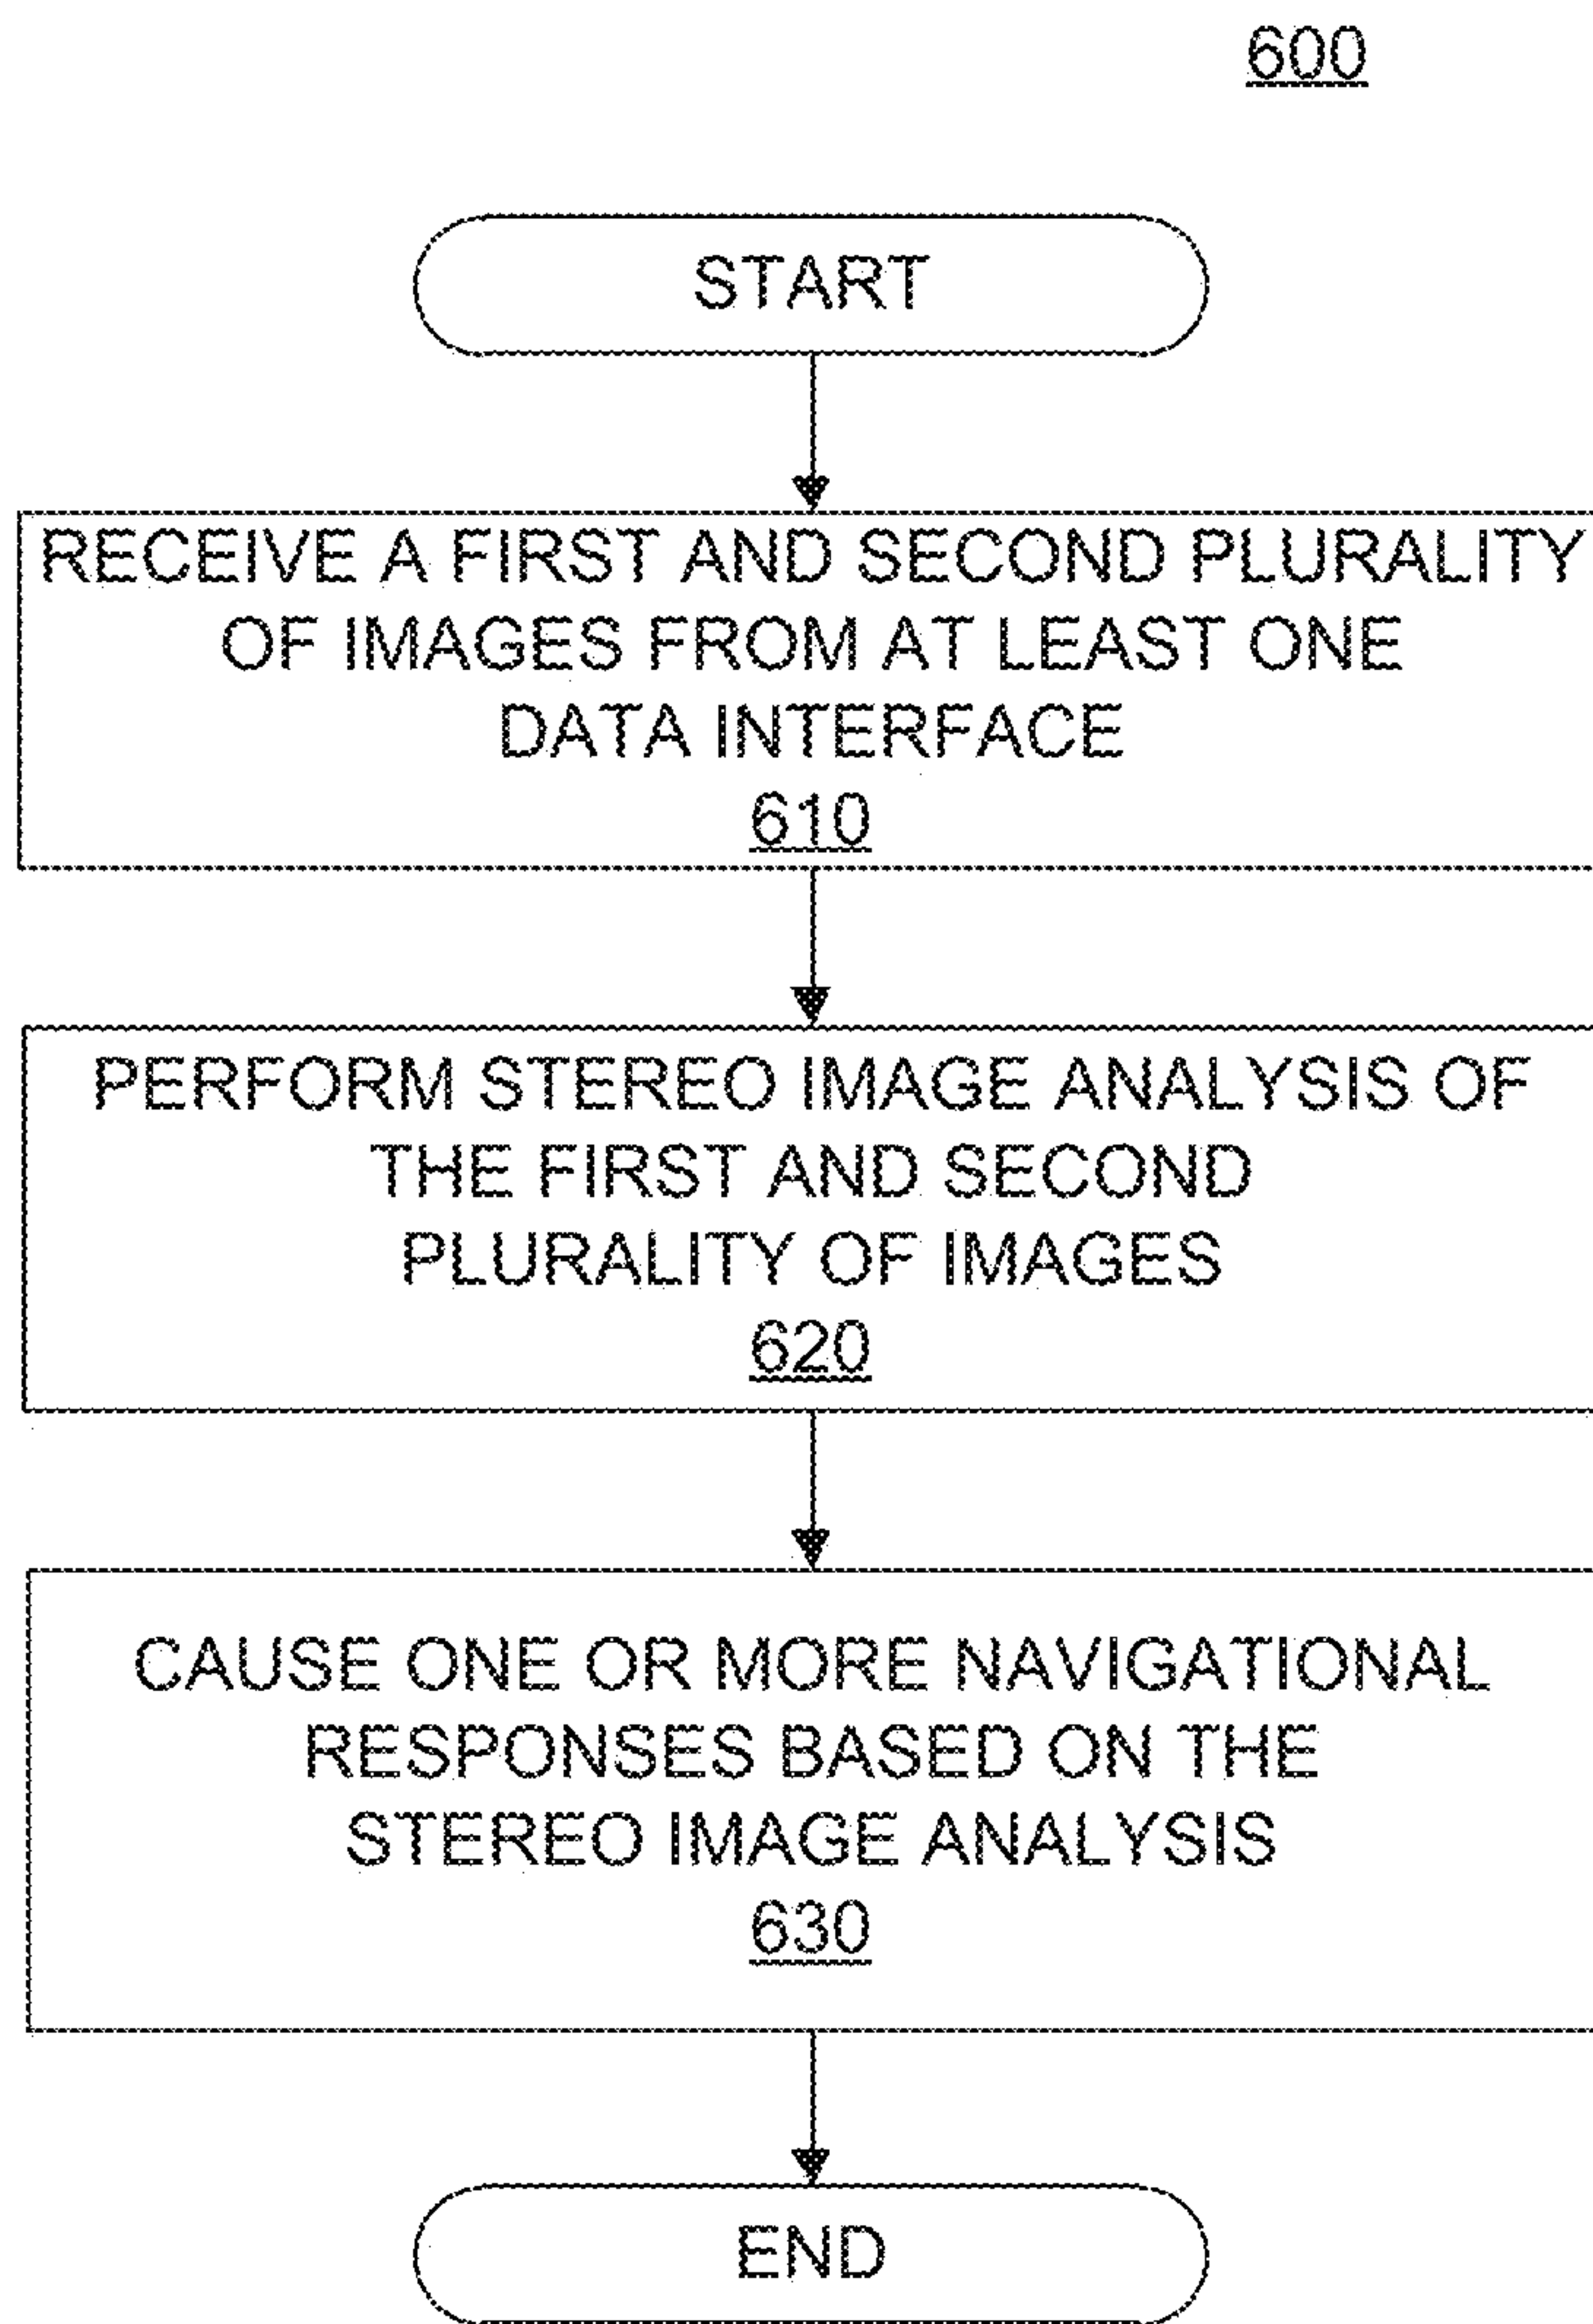 600
START
RECEIVE A FIRST AND SECOND PLURALITY
OF IMAGES FROM AT LEAST ONE
DATA INTERFACE
610
PERFORM STEREO IMAGE ANALYSIS OF
THE FIRST AND SECOND
PLURALITY OF IMAGES
620
CAUSE ONE OR MORE NAVIGATIONAL
RESPONSES BASED ON THE
STEREO IMAGE ANALYSIS
630
END